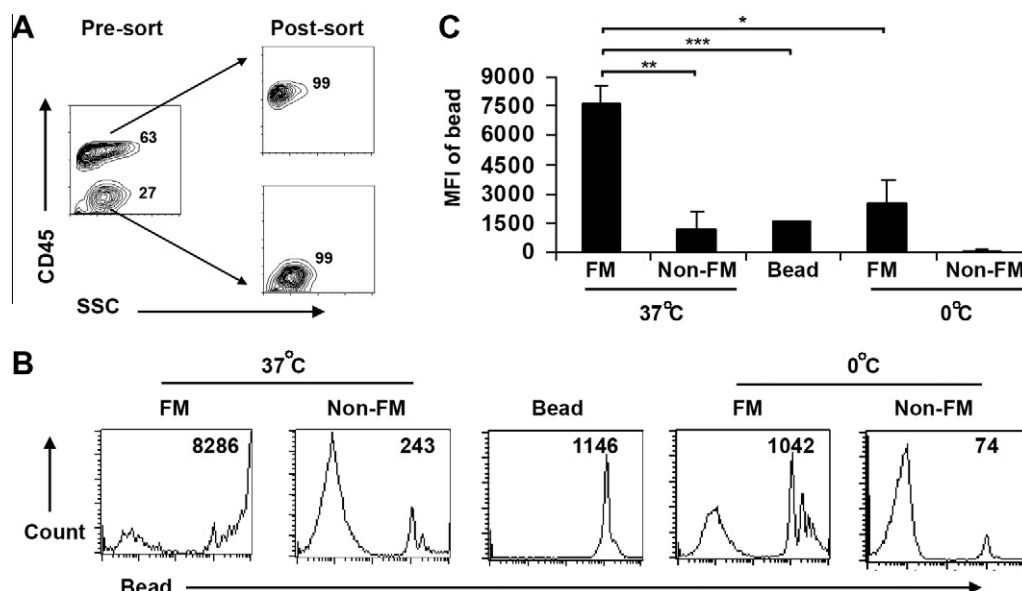 A
Pre-sort
Post-sort
63
27
99
99
CD45
SSC
C
*
***
**
MFI of bead
9000
7500
6000
4500
3000
1500
0
FM Non-FM Bead FM Non-FM
37°C 0°C
B
37°C 0°C
FM Non-FM Bead FM Non-FM
8286 243 1146 1042 74
Count
Bead